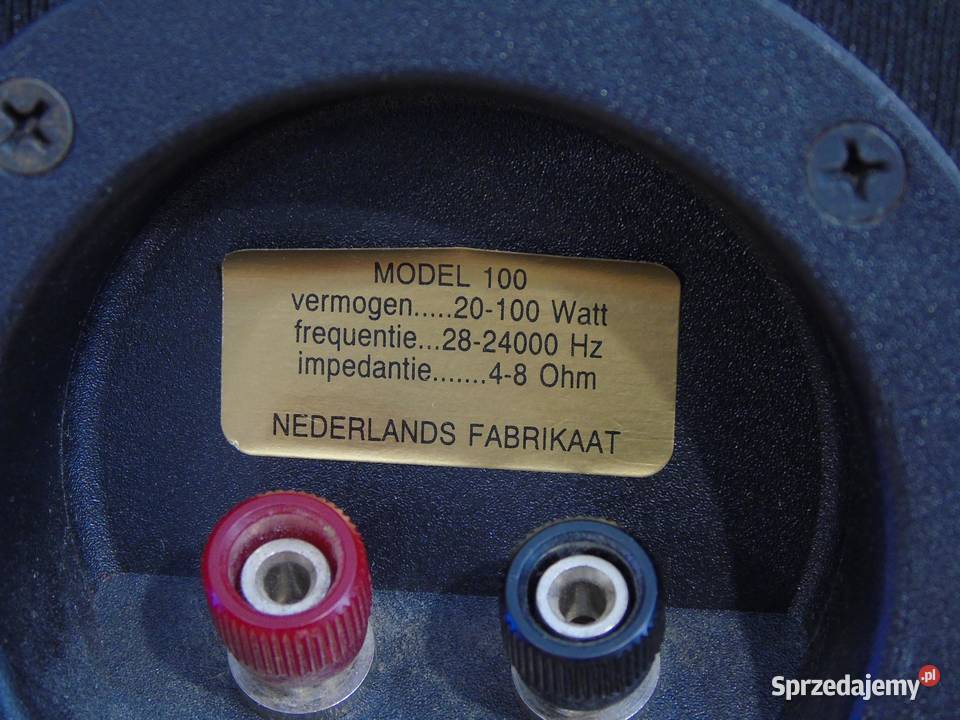 MODEL 100
vermogen.....20-100 Watt
frequentie...28-24000 Hz
impedantie.......4-8 Ohm
NEDERLANDS FABRIKAAT
Sprzedajemy.pl